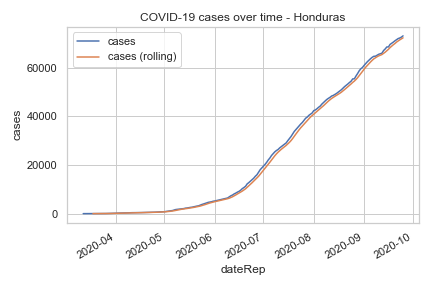 COVID-19 cases over time - Honduras
cases
cases (rolling)
60000
40000
20000
0
cases
2020-04
2020-05
2020-06
2020-07
2020-08
2020-09
2020-10
dateRep